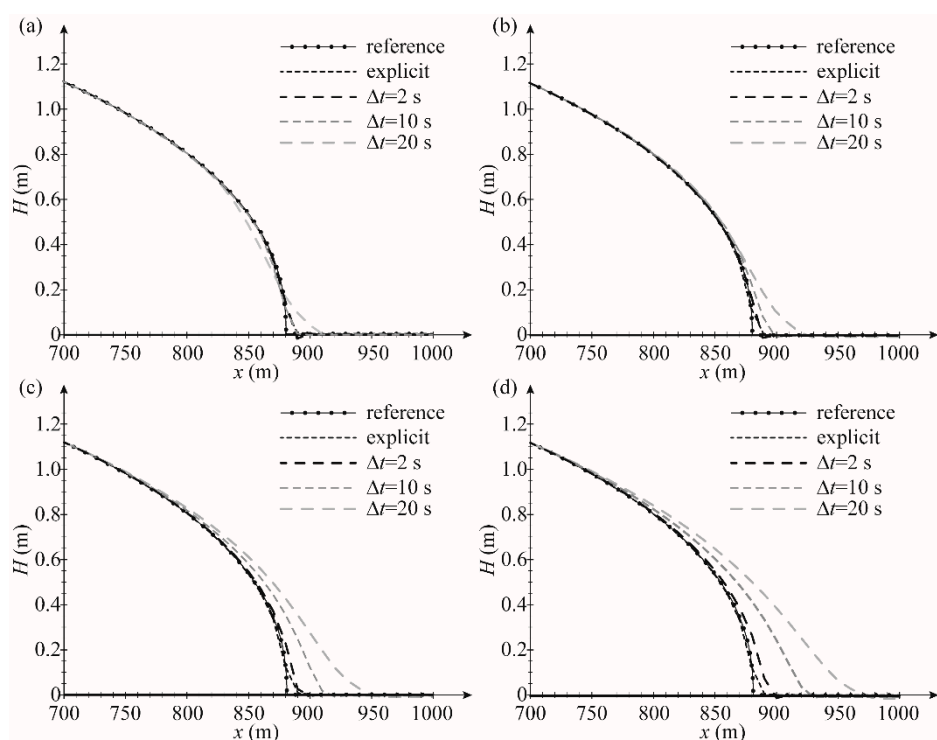 (a)
reference
explicit
Δt=2 s
Δt=10 s
Δt=20 s
H (m)
1.2
1.0
0.8
0.6
0.4
0.2
0
700 750 800 850 900 950 1000
x (m)
(b)
reference
explicit
Δt=2 s
Δt=10 s
Δt=20 s
H (m)
1.2
1.0
0.8
0.6
0.4
0.2
0
700 750 800 850 900 950 1000
x (m)
(c)
reference
explicit
Δt=2 s
Δt=10 s
Δt=20 s
H (m)
1.2
1.0
0.8
0.6
0.4
0.2
0
700 750 800 850 900 950 1000
x (m)
(d)
reference
explicit
Δt=2 s
Δt=10 s
Δt=20 s
H (m)
1.2
1.0
0.8
0.6
0.4
0.2
0
700 750 800 850 900 950 1000
x (m)